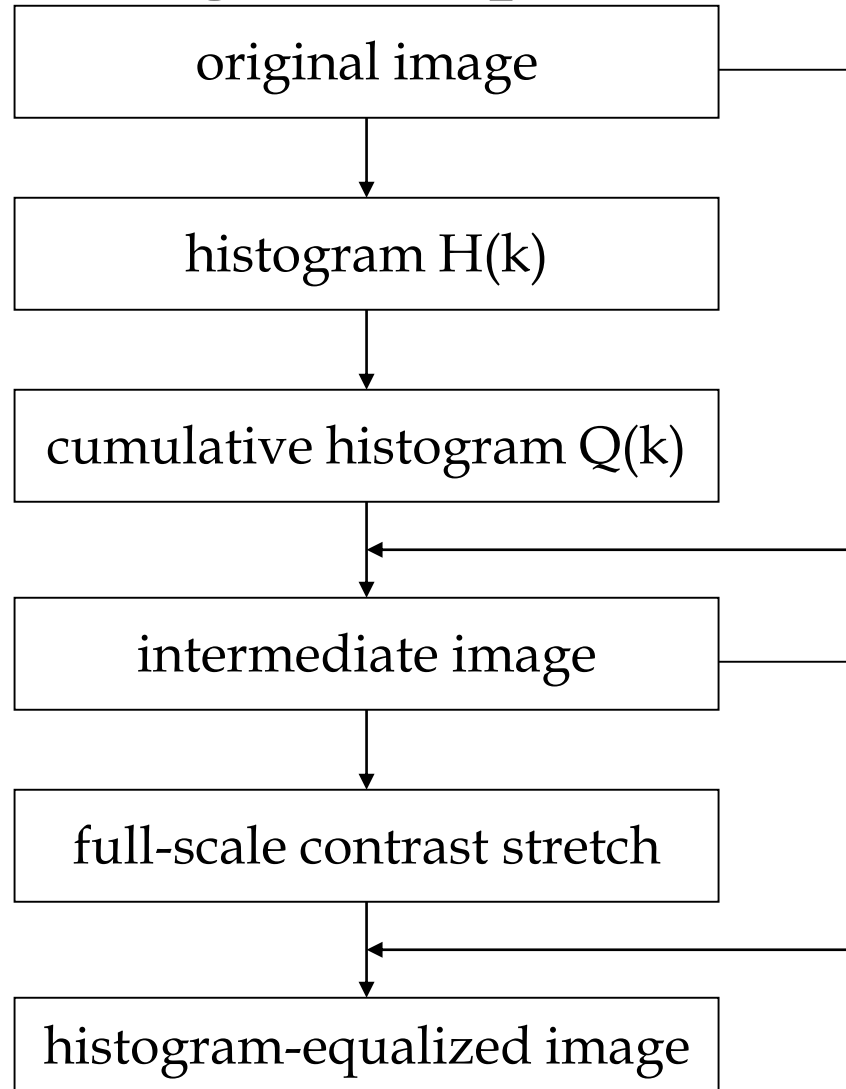 original image
histogram H(k)
cumulative histogram Q(k)
intermediate image
full-scale contrast stretch
histogram-equalized image